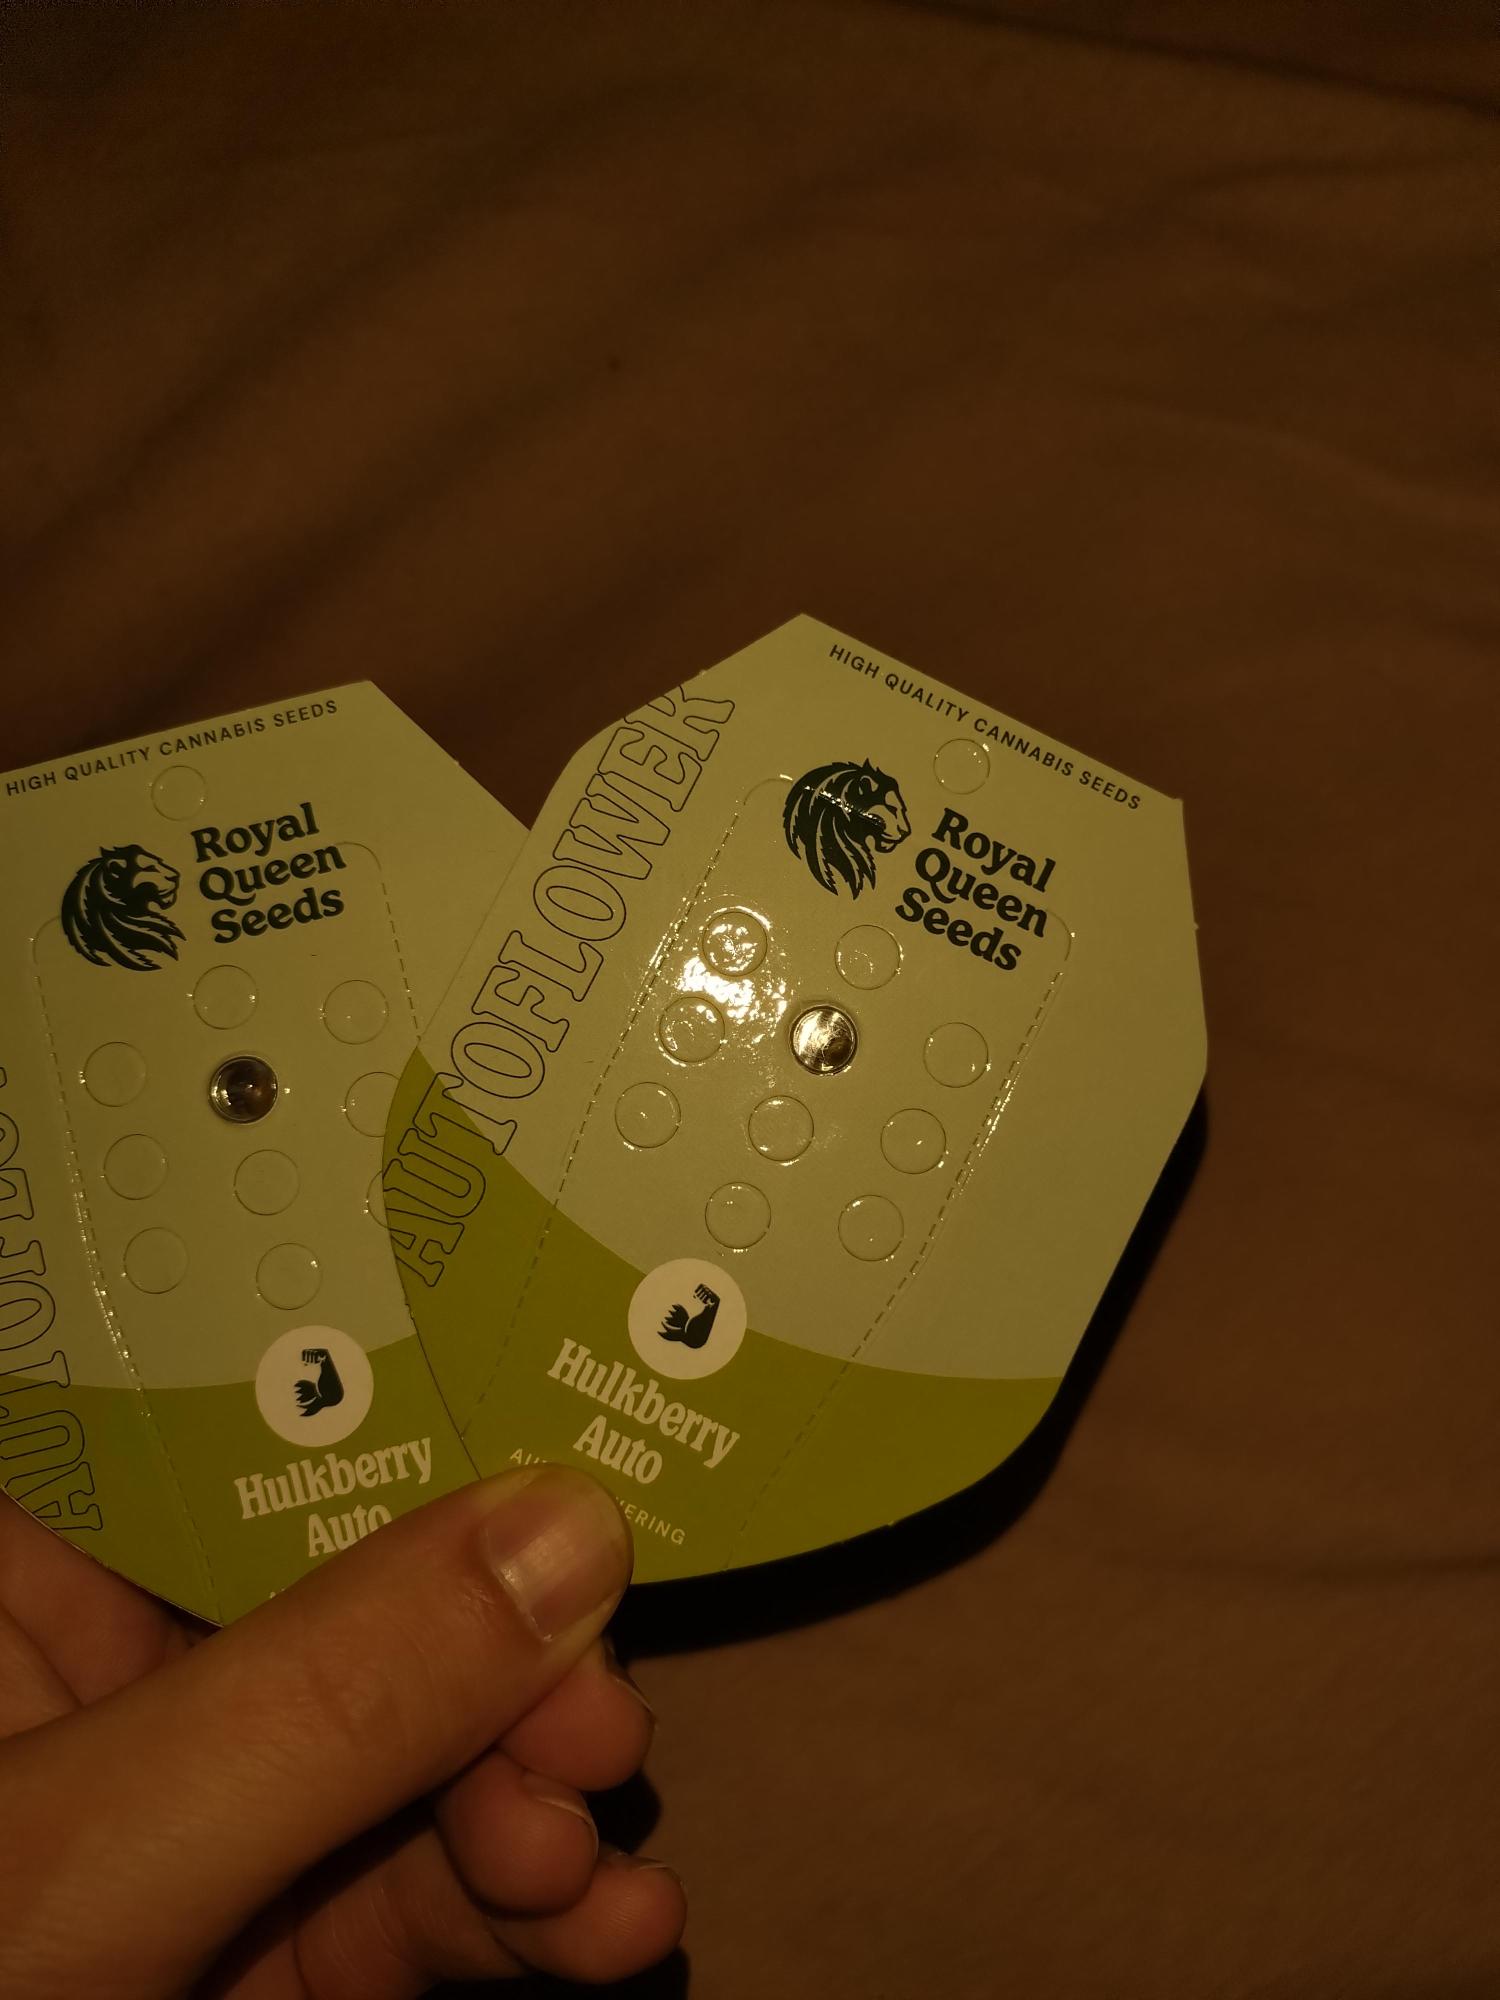 HIGH QUALITY CANNABIS SEEDS
Royal
Queen
Seeds
Hulkberry
Auto
HIGH QUALITY CANNABIS SEEDS
AUTOFLOWER
Royal
Queen
Seeds
Hulkberry
Auto